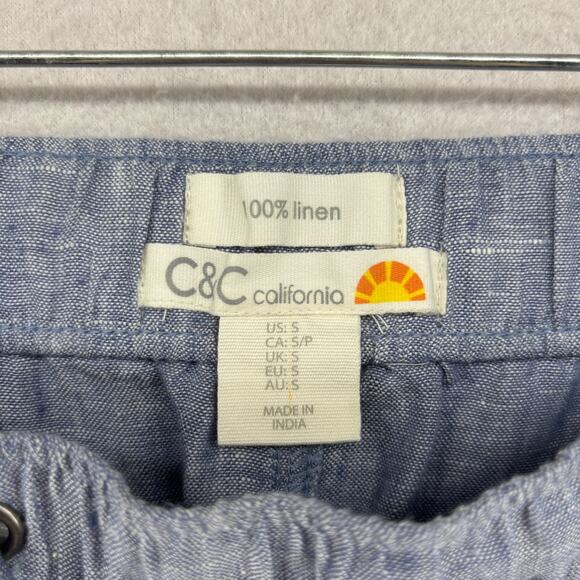 100% linen
C&C california
US: S
CA: S/P
UK: S
EU: S
AU: S
MADE IN
INDIA